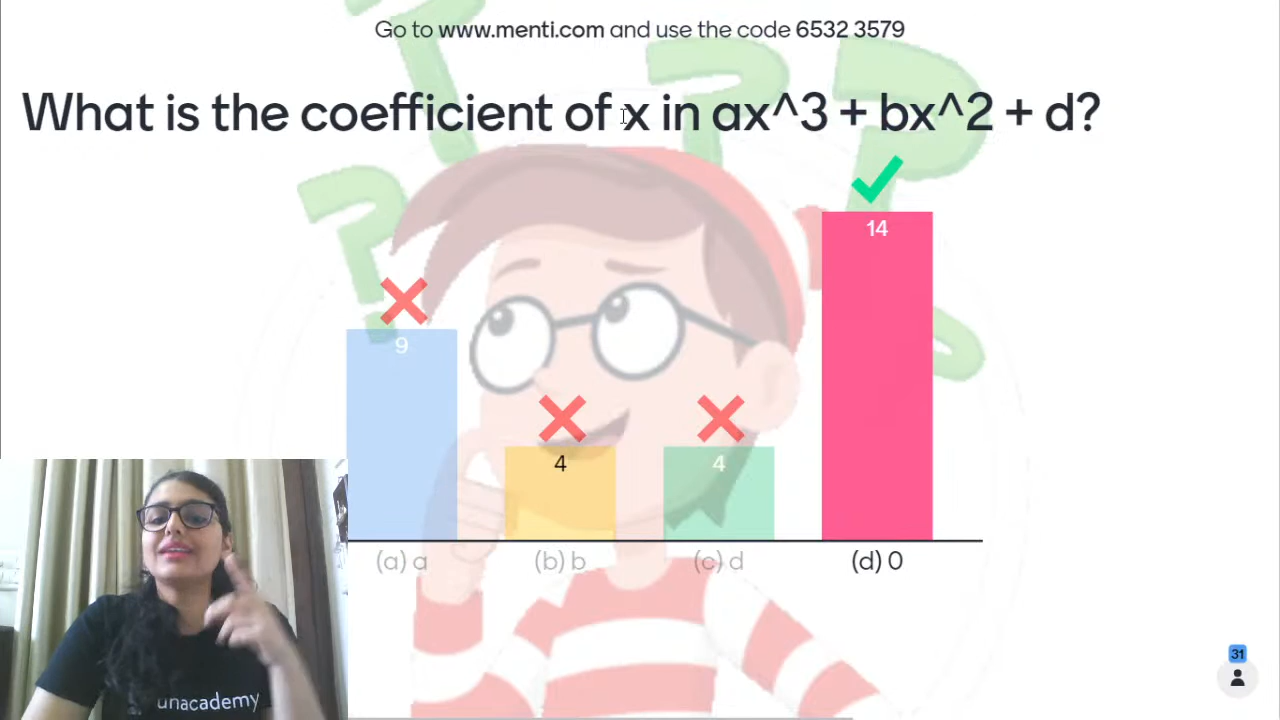 Go to www.menti.com and use the code 6532 3579
What is the coefficient of x in ax^3 + bx^2 + d?
14
9
4
4
(a) a
(b) b
(c) d
(d) 0
31
unacademy